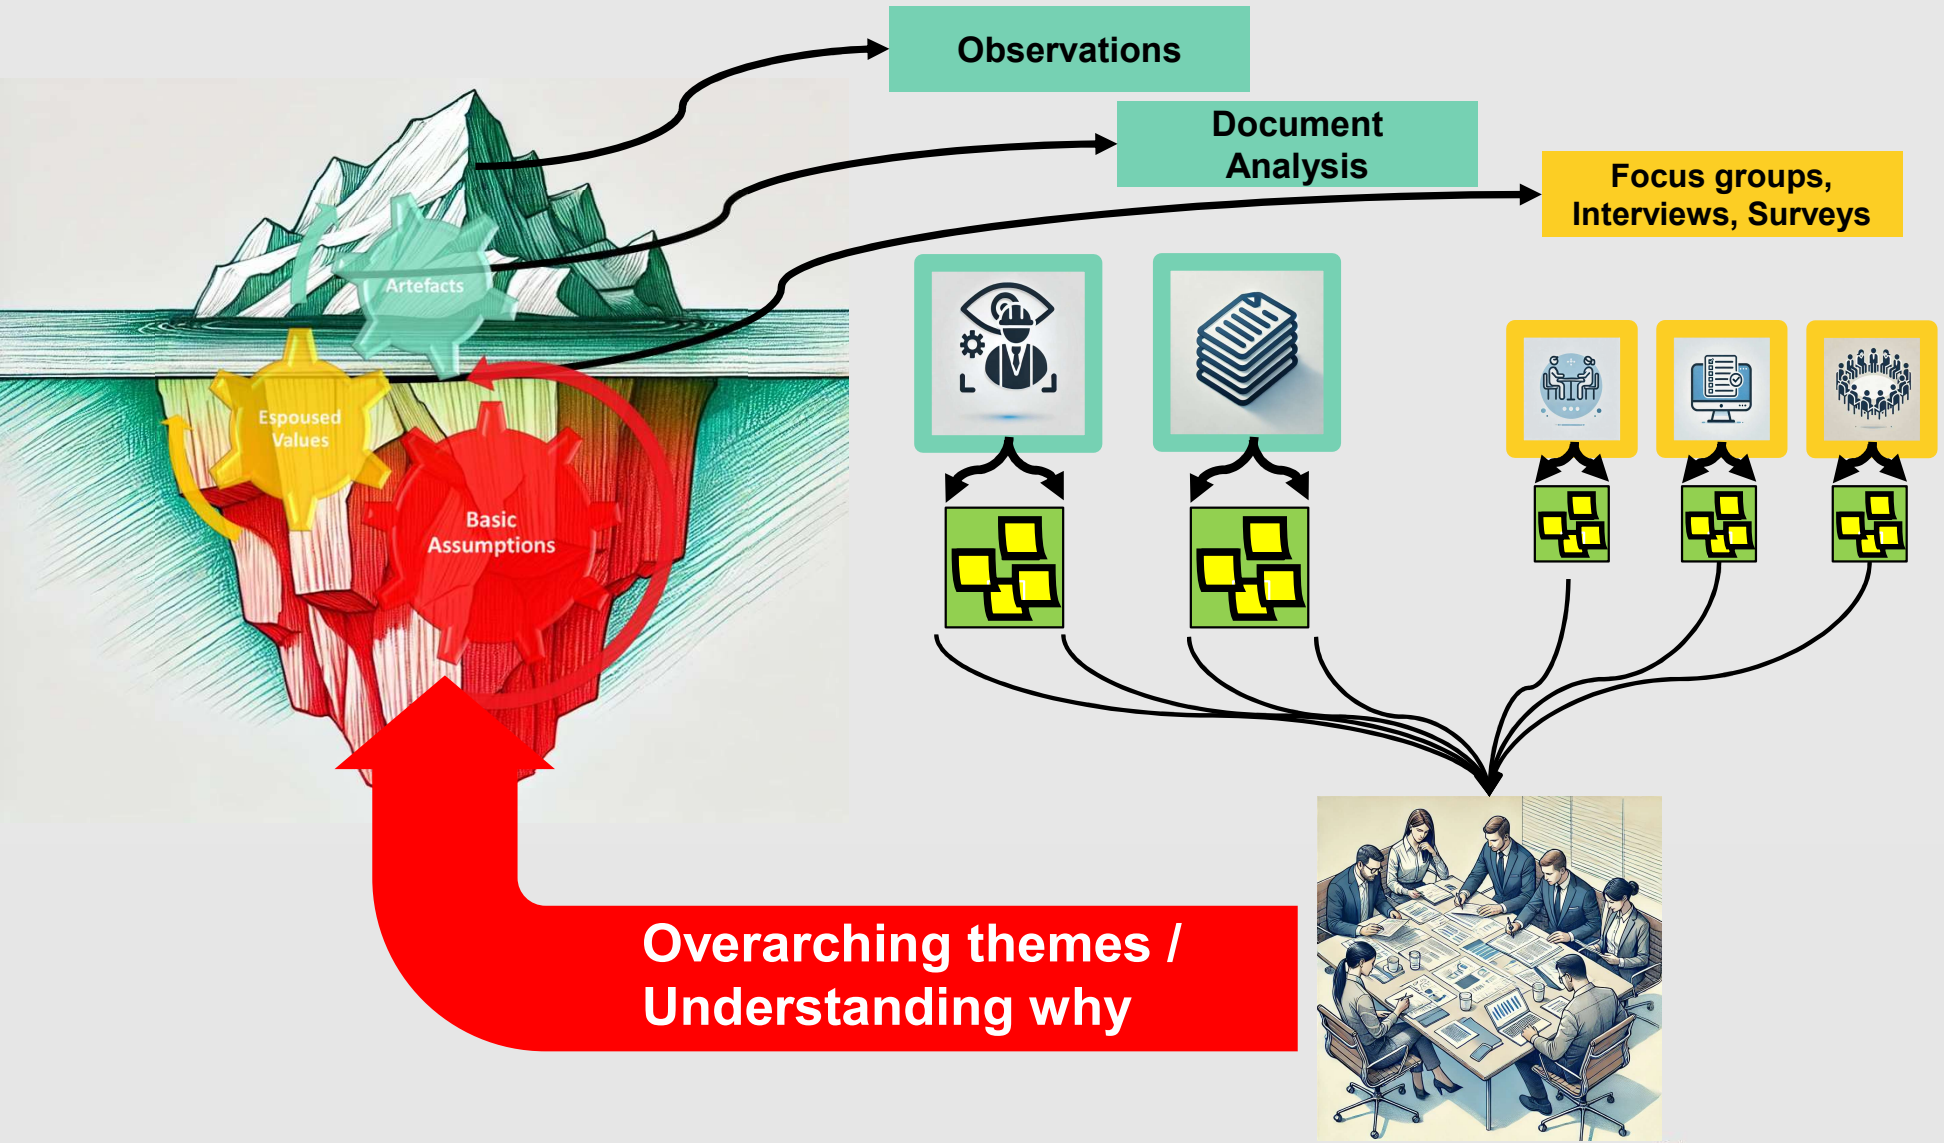 Observations
Document
Analysis
Focus groups,
Interviews, Surveys
Artefacts
Espoused
Values
Basic
Assumptions
Overarching themes /
Understanding why